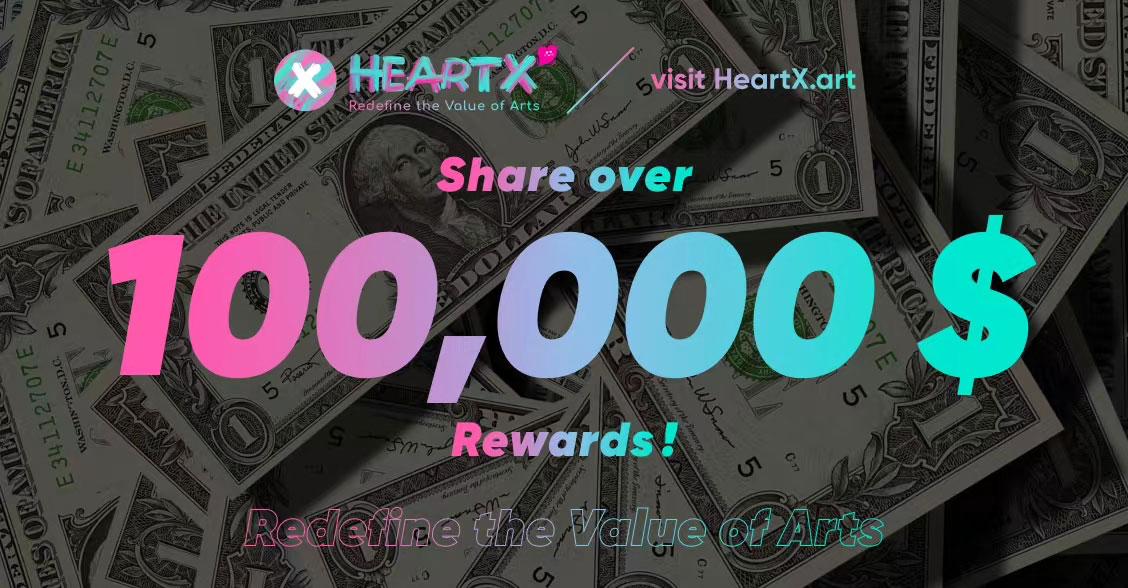 HEARTX
Redefine the Value of Arts
visit HeartX.art
Share over
100,000 $
Rewards!
Redefine the Value of Arts